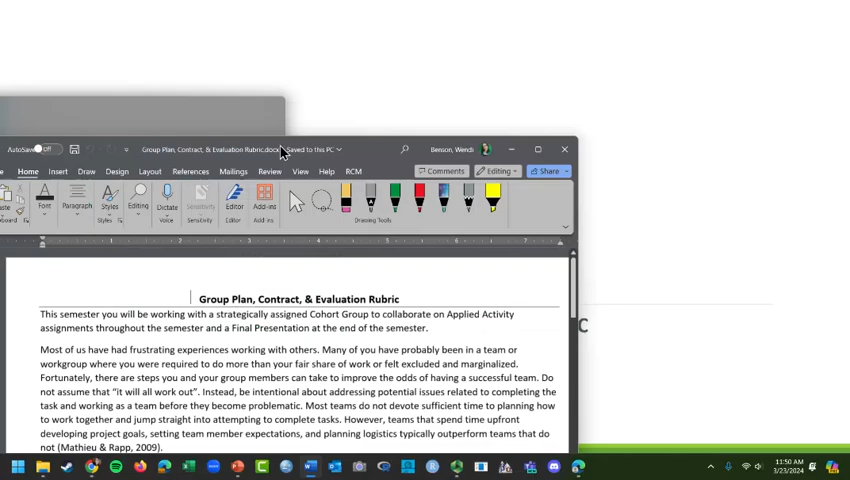 AutoSave Off Group Plan, Contract, & Evaluation Rubric.docx Saved to this PC Benson, Wendi
Home Insert Draw Design Layout References Mailings Review View Help RCM Comments Editing Share
Font Paragraph Styles Editing Dictate Sensitivity Editor Add-ins
Styles Voice Sensitivity Editor Add-ins Drawing Tools
1 2 3 4 5 6 7
Group Plan, Contract, & Evaluation Rubric
This semester you will be working with a strategically assigned Cohort Group to collaborate on Applied Activity
assignments throughout the semester and a Final Presentation at the end of the semester.
Most of us have had frustrating experiences working with others. Many of you have probably been in a team or
workgroup where you were required to do more than your fair share of work or felt excluded and marginalized.
Fortunately, there are steps you and your group members can take to improve the odds of having a successful team. Do
not assume that “it will all work out”. Instead, be intentional about addressing potential issues related to completing the
task and working as a team before they become problematic. Most teams do not devote sufficient time to planning how
to work together and jump straight into attempting to complete tasks. However, teams that spend time upfront
developing project goals, setting team member expectations, and planning logistics typically outperform teams that do
not (Mathieu & Rapp, 2009).
11:50 AM
3/23/2024